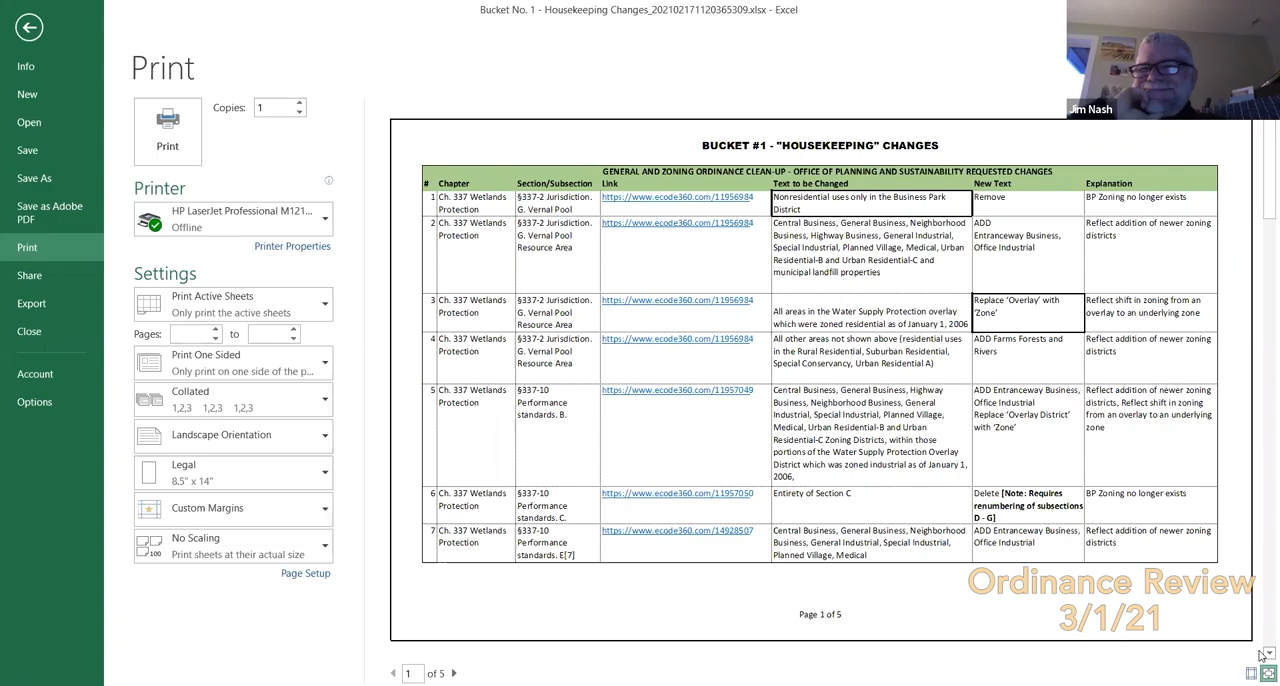 Bucket No. 1 - Housekeeping Changes_202102171120365309.xlsx - Excel
Info
New
Open
Save
Save As
Save as Adobe
PDF
Print
Share
Export
Close
Account
Options
Print
Print
Copies: 1
Printer
HP LaserJet Professional M121...
Offline
Printer Properties
Settings
Print Active Sheets
Only print the active sheets
Pages: to
Print One Sided
Only print on one side of the p...
Collated
1,2,3 1,2,3 1,2,3
Landscape Orientation
Legal
8.5" x 14"
Custom Margins
No Scaling
100
Print sheets at their actual size
Page Setup
Jim Nash
BUCKET #1 - "HOUSEKEEPING" CHANGES
GENERAL AND ZONING ORDINANCE CLEAN-UP - OFFICE OF PLANNING AND SUSTAINABILITY REQUESTED CHANGES
# Chapter Section/Subsection Link Text to be Changed New Text Explanation
1 Ch. 337 Wetlands §337-2 Jurisdiction. https://www.ecode360.com/11956984 Nonresidential uses only in the Business Park Remove BP Zoning no longer exists
Protection G. Vernal Pool District
2 Ch. 337 Wetlands §337-2 Jurisdiction. https://www.ecode360.com/11956984 Central Business, General Business, Neighborhood ADD Reflect addition of newer zoning
Protection G. Vernal Pool Business, Highway Business, General Industrial, Entranceway Business, districts
Resource Area Special Industrial, Planned Village, Medical, Urban Office Industrial
Residential-B and Urban Residential-C and
municipal landfill properties
3 Ch. 337 Wetlands §337-2 Jurisdiction. https://www.ecode360.com/11956984 Replace ‘Overlay’ with Reflect shift in zoning from an
Protection G. Vernal Pool All areas in the Water Supply Protection overlay ‘Zone’ overlay to an underlying zone
Resource Area which were zoned residential as of January 1, 2006
4 Ch. 337 Wetlands §337-2 Jurisdiction. https://www.ecode360.com/11956984 All other areas not shown above (residential uses ADD Farms Forests and Reflect addition of newer zoning
Protection G. Vernal Pool in the Rural Residential, Suburban Residential, Rivers districts
Resource Area Special Conservancy, Urban Residential A)
5 Ch. 337 Wetlands §337-10 https://www.ecode360.com/11957049 Central Business, General Business, Highway ADD Entranceway Business, Reflect addition of newer zoning
Protection Performance Business, Neighborhood Business, General Office Industrial districts, Reflect shift in zoning
standards. B. Industrial, Special Industrial, Planned Village, Replace ‘Overlay District’ from an overlay to an underlying
Medical, Urban Residential-B and Urban with ‘Zone’ zone
Residential-C Zoning Districts, within those
portions of the Water Supply Protection Overlay
District which was zoned industrial as of January 1,
2006,
6 Ch. 337 Wetlands §337-10 https://www.ecode360.com/11957050 Entirety of Section C Delete [Note: Requires BP Zoning no longer exists
Protection Performance renumbering of subsections
standards. C. D - G]
7 Ch. 337 Wetlands §337-10 https://www.ecode360.com/14928507 Central Business, General Business, Neighborhood ADD Entranceway Business, Reflect addition of newer zoning
Protection Performance Business, General Industrial, Special Industrial, Office Industrial districts
standards. E[7] Planned Village, Medical
Page 1 of 5
Ordinance Review
3/1/21
1 of 5